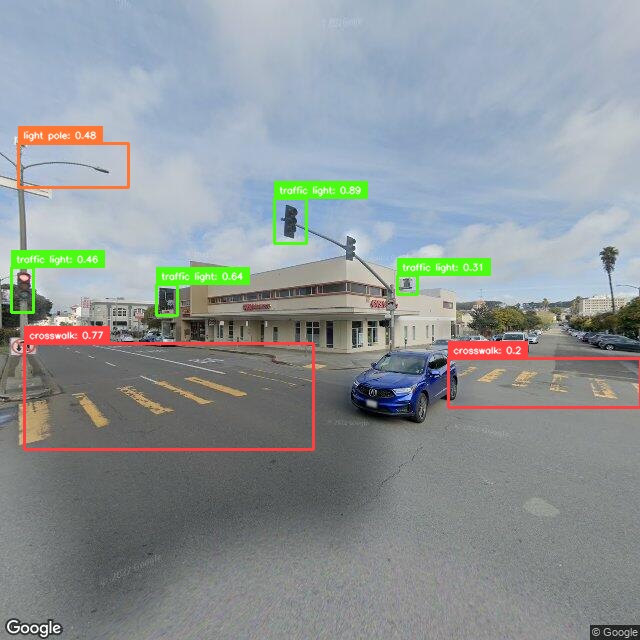 light pole: 0.48
traffic light: 0.89
traffic light: 0.46
traffic light: 0.64
traffic light: 0.31
crosswalk: 0.77
crosswalk: 0.2
Google
© Google